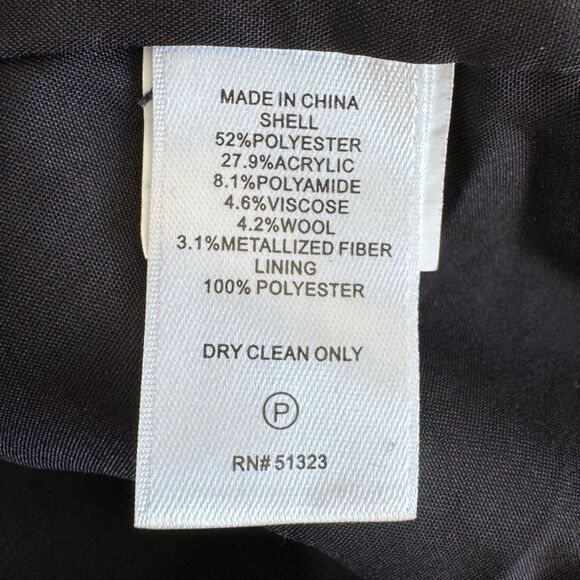 MADE IN CHINA
SHELL
52%POLYESTER
27.9%ACRYLIC
8.1%POLYAMIDE
4.6%VISCOSE
4.2%WOOL
3.1%METALLIZED FIBER
LINING
100% POLYESTER
DRY CLEAN ONLY
P
RN# 51323